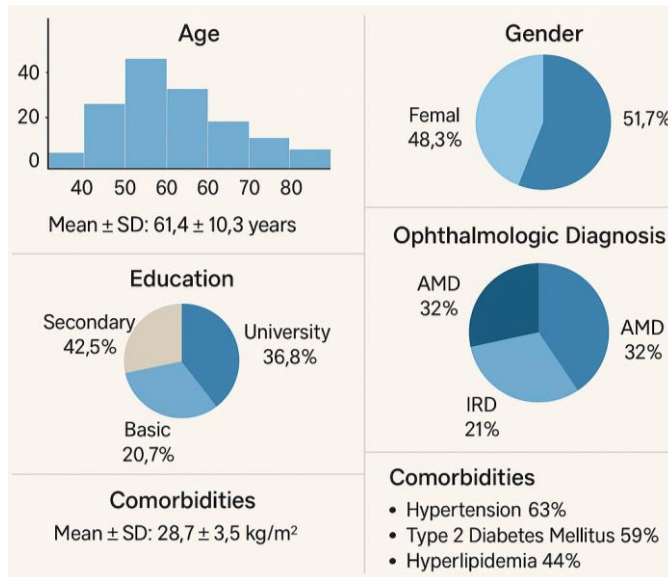 Age
40
20
0
40 50 60 60 70 80
Mean ± SD: 61,4 ± 10,3 years
Gender
Femal
48,3%
51,7%
Education
Secondary
42,5%
University
36,8%
Basic
20,7%
Ophthalmologic Diagnosis
AMD
32%
AMD
32%
IRD
21%
Comorbidities
Mean ± SD: 28,7 ± 3,5 kg/m²
Comorbidities
• Hypertension 63%
• Type 2 Diabetes Mellitus 59%
• Hyperlipidemia 44%